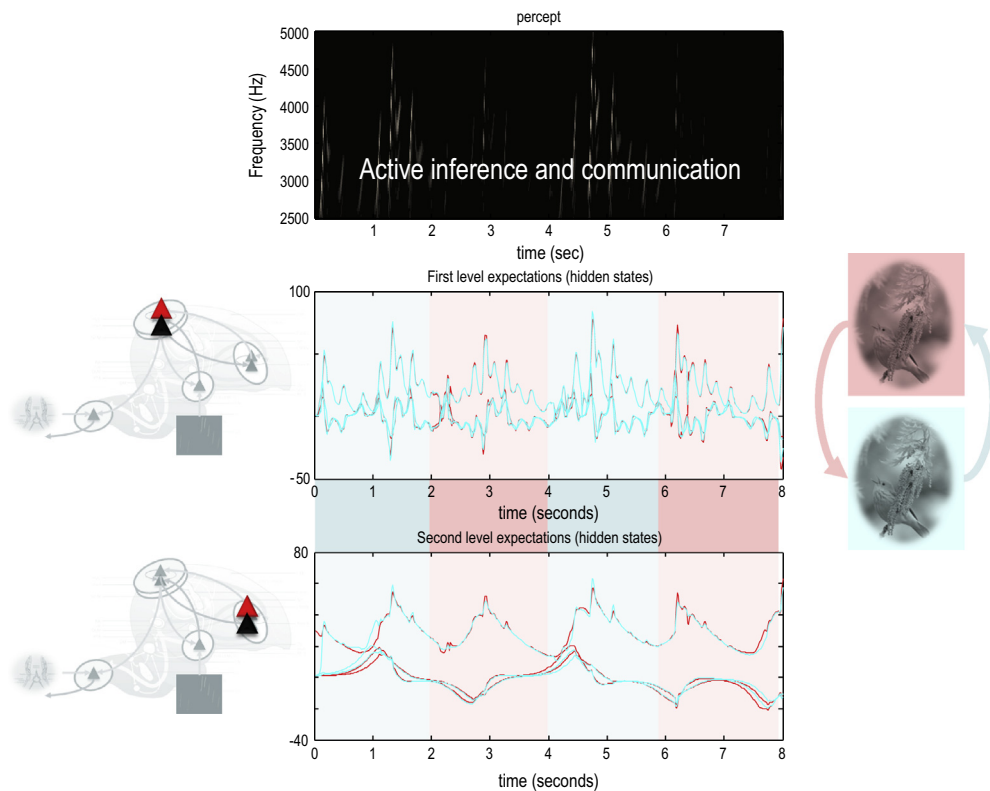 percept
5000
4500
4000
3500
3000
2500
Frequency (Hz)
Active inference and communication
1 2 3 4 5 6 7
time (sec)
First level expectations (hidden states)
100
-50
0 1 2 3 4 5 6 7 8
time (seconds)
Second level expectations (hidden states)
80
-40
0 1 2 3 4 5 6 7 8
time (seconds)